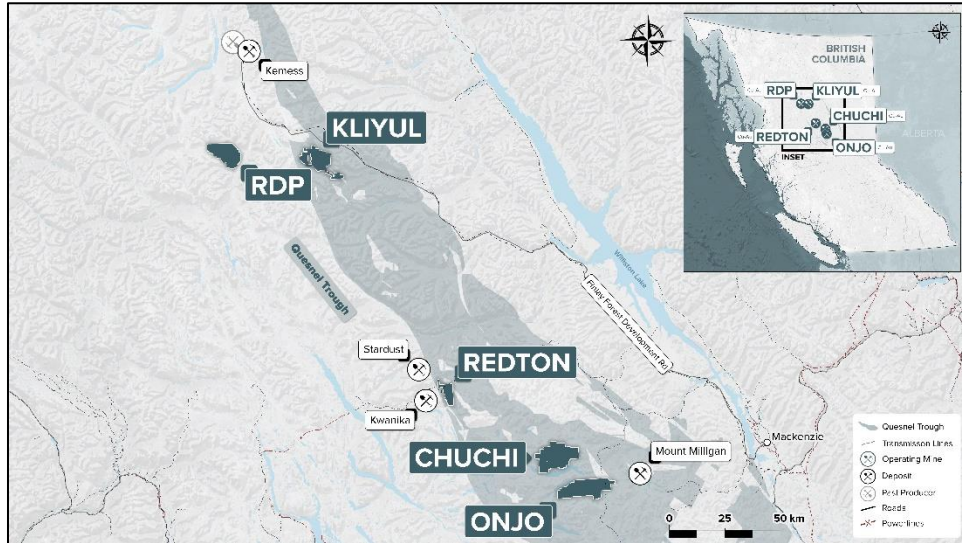 Kemess
KLIYUL
RDP
Quesnel Trough
Williston Lake
Finley Forest Development Rd
Stardust
REDTON
Kwanika
CHUCHI
Mount Milligan
Mackenzie
ONJO
0 25 50 km
BRITISH
COLUMBIA
ALBERTA
RDP
KLIYUL
CHUCHI
REDTON
ONJO
INSET
Quesnel Trough
Transmisson Lines
Operating Mine
Deposit
Past Producer
Roads
Powerlines